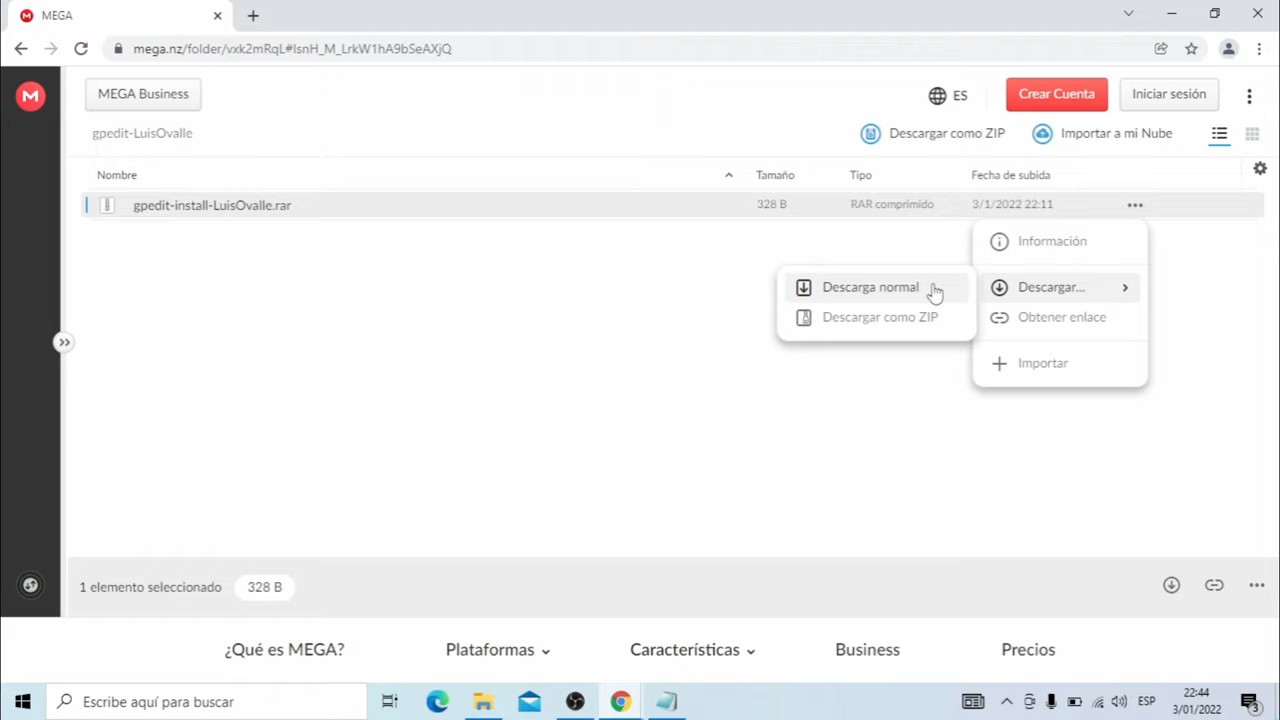 MEGA
mega.nz/folder/vxk2mRqL#IsnH_M_LrkW1hA9bSeAXjQ
M
MEGA Business
ES
Crear Cuenta
Iniciar sesión
gpedit-LuisOvalle
Descargar como ZIP
Importar a mi Nube
Nombre
Tamaño
Tipo
Fecha de subida
gpedit-install-LuisOvalle.rar
328 B
RAR comprimido
3/1/2022 22:11
Información
Descarga normal
Descargar...
Descargar como ZIP
Obtener enlace
Importar
1 elemento seleccionado
328 B
¿Qué es MEGA?
Plataformas
Características
Business
Precios
Escribe aquí para buscar
ESP
22:44
3/01/2022
3